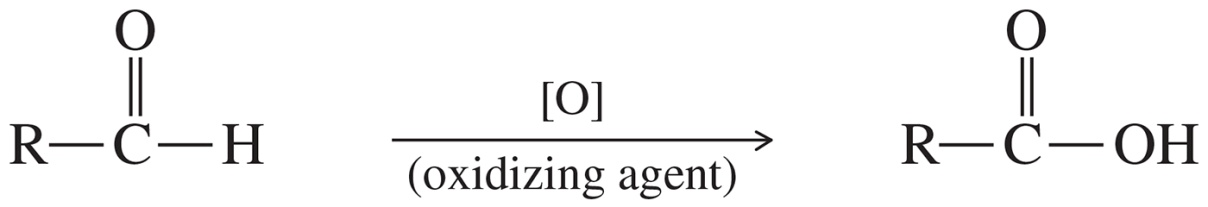 O O
[O]
R—C—H R—C—OH
(oxidizing agent)